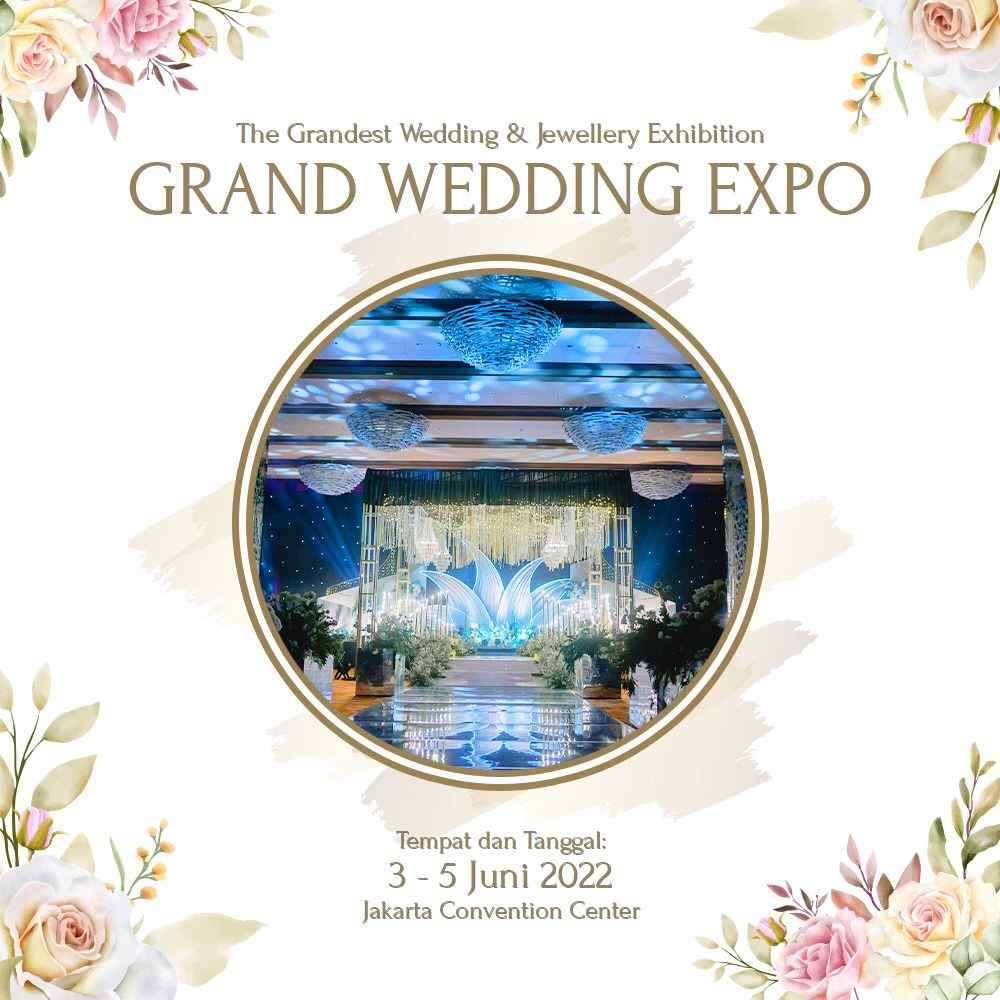 The Grandest Wedding & Jewellery Exhibition
GRAND WEDDING EXPO
Tempat dan Tanggal:
3 - 5 Juni 2022
Jakarta Convention Center